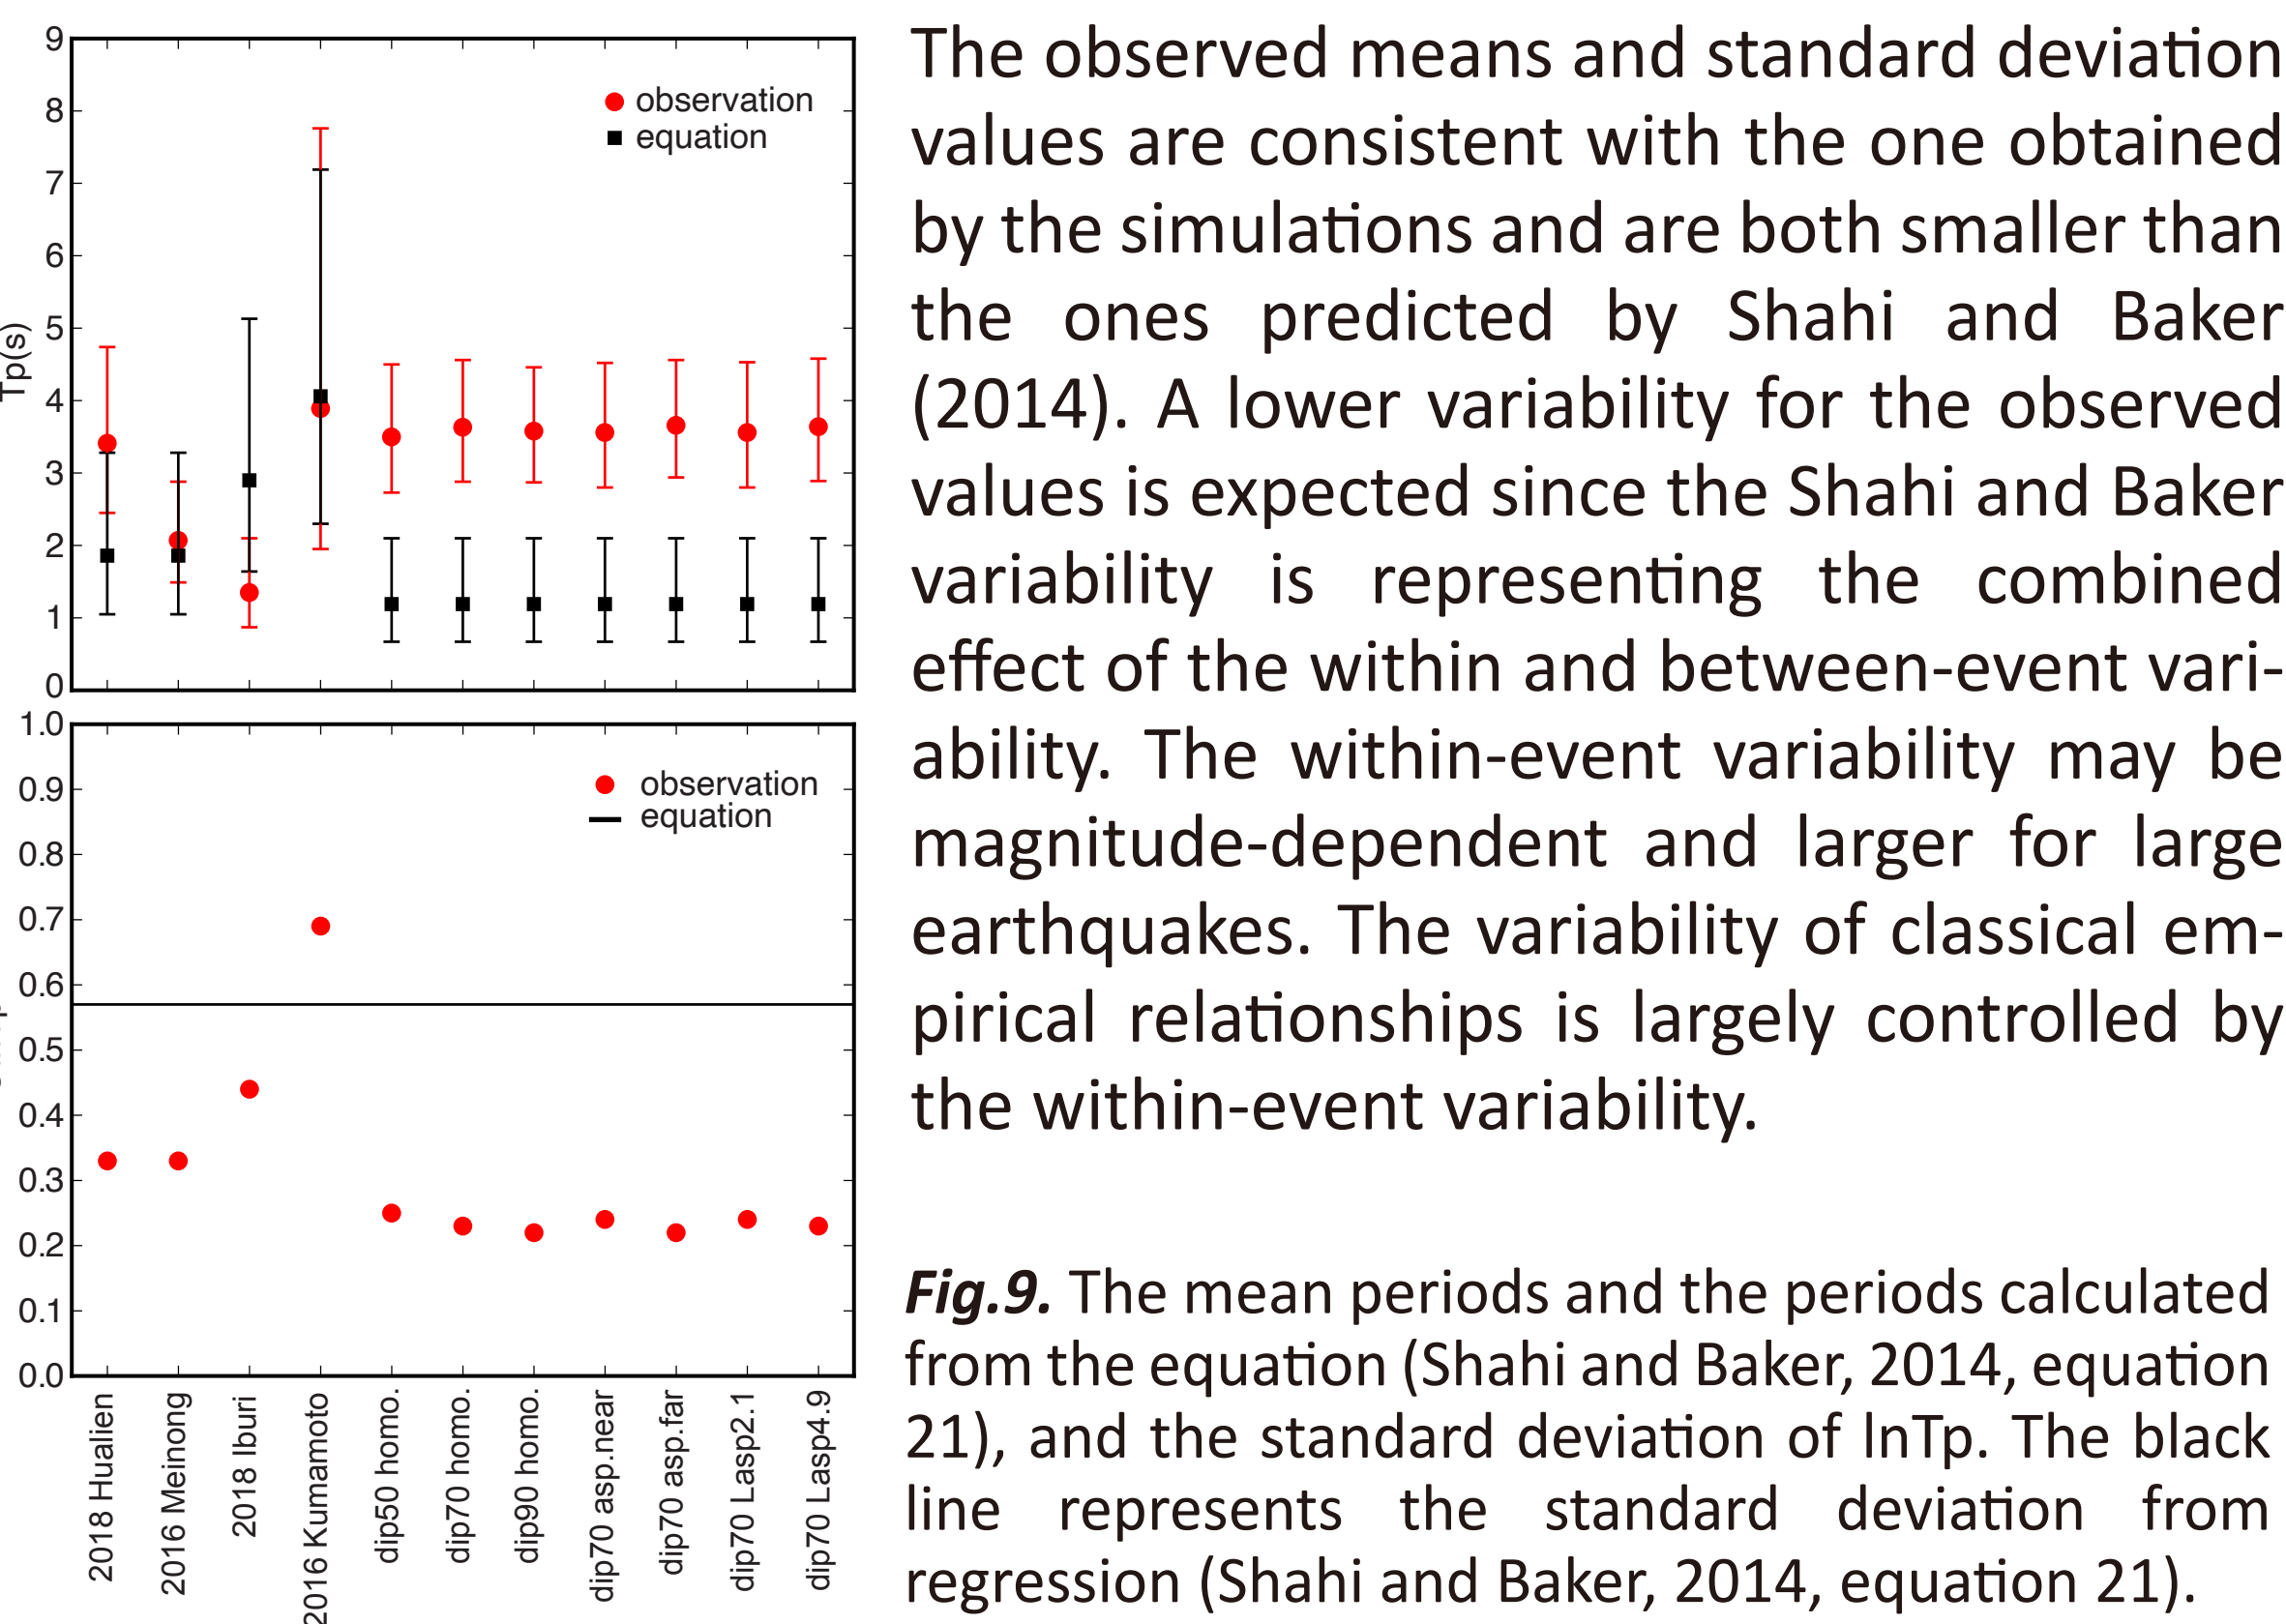 9
8
7
6
5
4
3
2
1
0
Tp(s)
observation
equation
1.0
0.9
0.8
0.7
0.6
0.5
0.4
0.3
0.2
0.1
0.0
observation
equation
2018 Hualien
2016 Meinong
2018 Iburi
2016 Kumamoto
dip50 homo.
dip70 homo.
dip90 homo.
dip70 asp.near
dip70 asp.far
dip70 Lasp2.1
dip70 Lasp4.9
The observed means and standard deviation
values are consistent with the one obtained
by the simulations and are both smaller than
the ones predicted by Shahi and Baker
(2014). A lower variability for the observed
values is expected since the Shahi and Baker
variability is representing the combined
effect of the within and between-event vari-
ability. The within-event variability may be
magnitude-dependent and larger for large
earthquakes. The variability of classical em-
pirical relationships is largely controlled by
the within-event variability.
Fig.9. The mean periods and the periods calculated
from the equation (Shahi and Baker, 2014, equation
21), and the standard deviation of lnTp. The black
line represents the standard deviation from
regression (Shahi and Baker, 2014, equation 21).